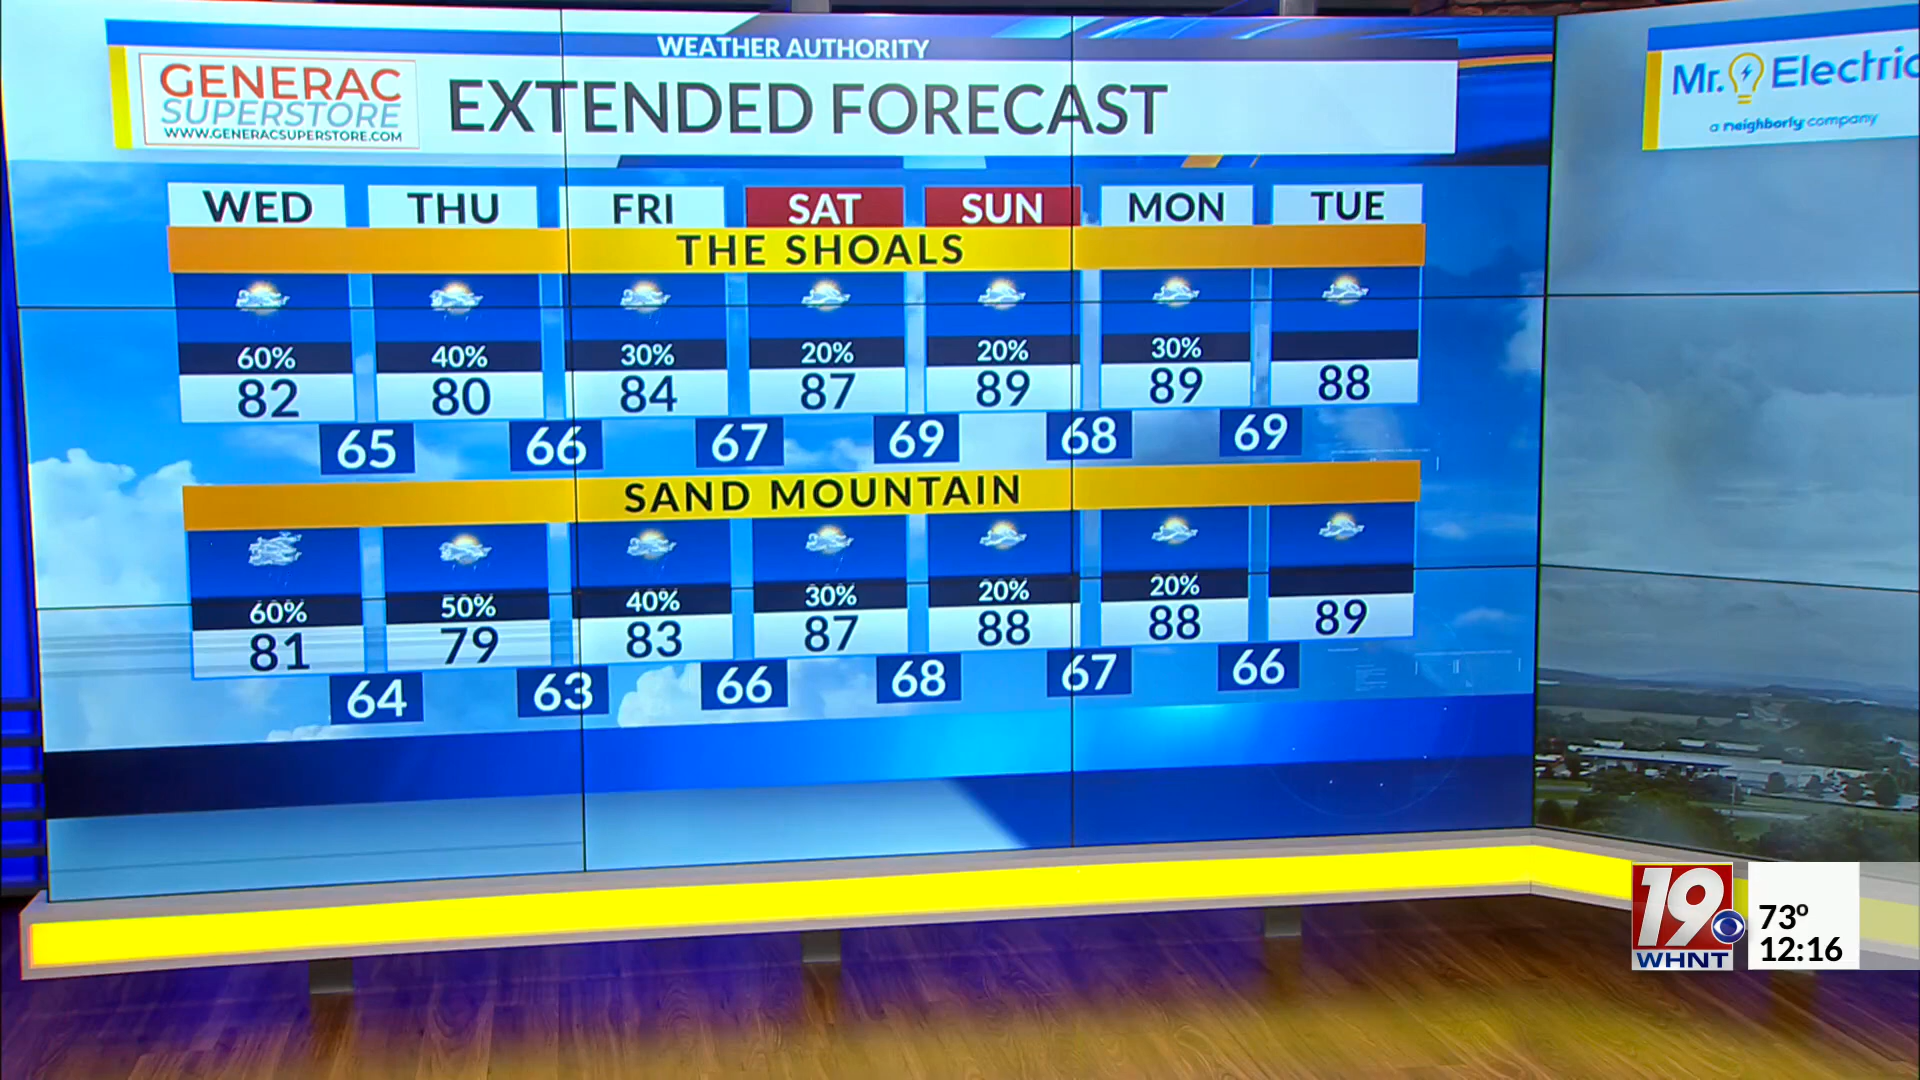 WEATHER AUTHORITY
GENERAC
SUPERSTORE
WWW.GENERACSUPERSTORE.COM
EXTENDED FORECAST
Mr. Electric
a neighborly company
WED THU FRI SAT SUN MON TUE
THE SHOALS
60% 40% 30% 20% 20% 30%
82 80 84 87 89 89 88
65 66 67 69 68 69
SAND MOUNTAIN
60% 50% 40% 30% 20% 20%
81 79 83 87 88 88 89
64 63 66 68 67 66
19
WHNT
73º
12:16